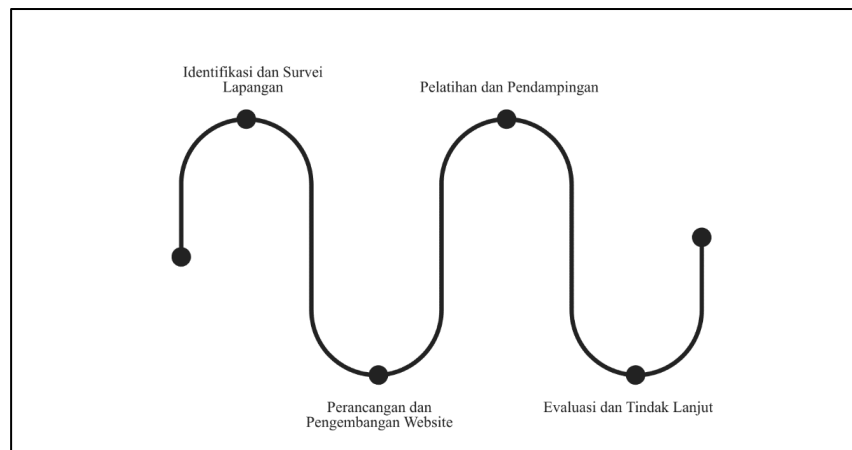 Identifikasi dan Survei
Lapangan
Pelatihan dan Pendampingan
Perancangan dan
Pengembangan Website
Evaluasi dan Tindak Lanjut